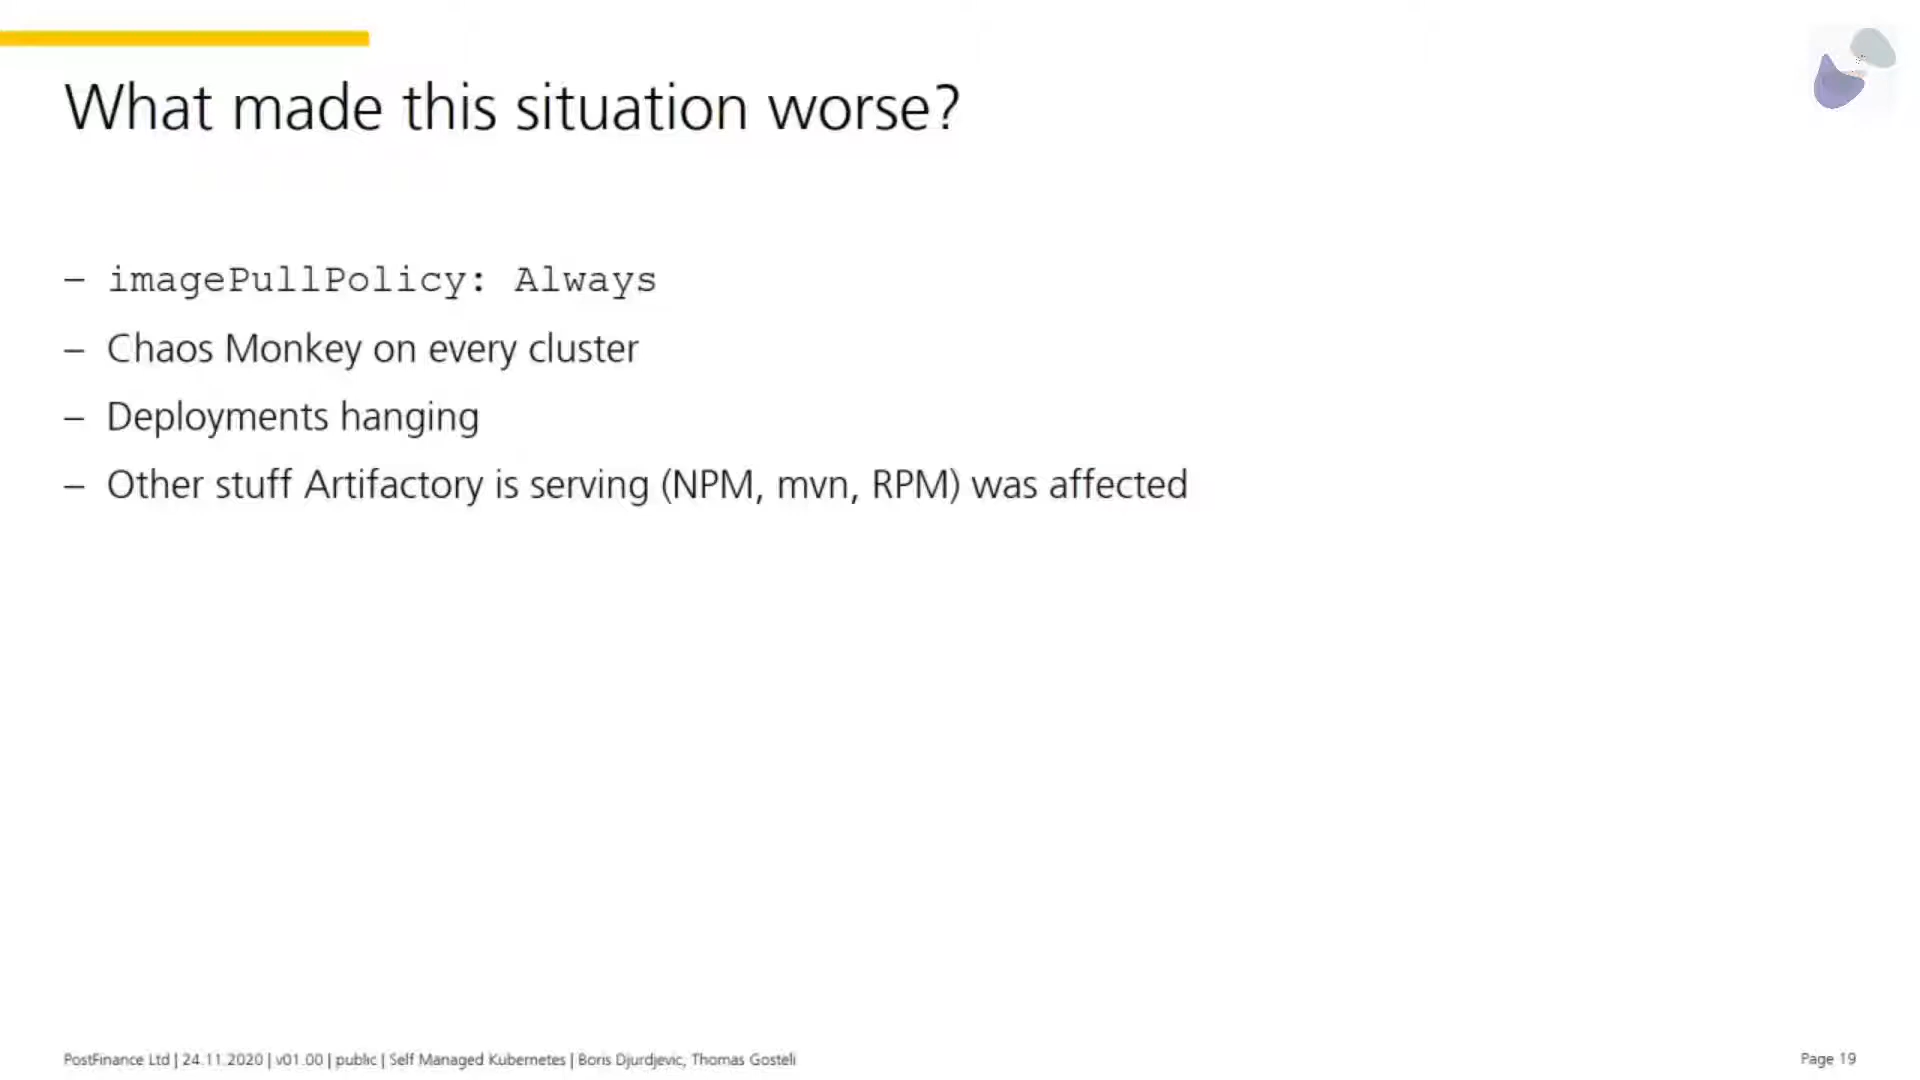 What made this situation worse?
– imagePullPolicy: Always
– Chaos Monkey on every cluster
– Deployments hanging
– Other stuff Artifactory is serving (NPM, mvn, RPM) was affected
PostFinance Ltd | 24.11.2020 | v01.00 | public | Self Managed Kubernetes | Boris Djurdjevic, Thomas Gosteli
Page 19